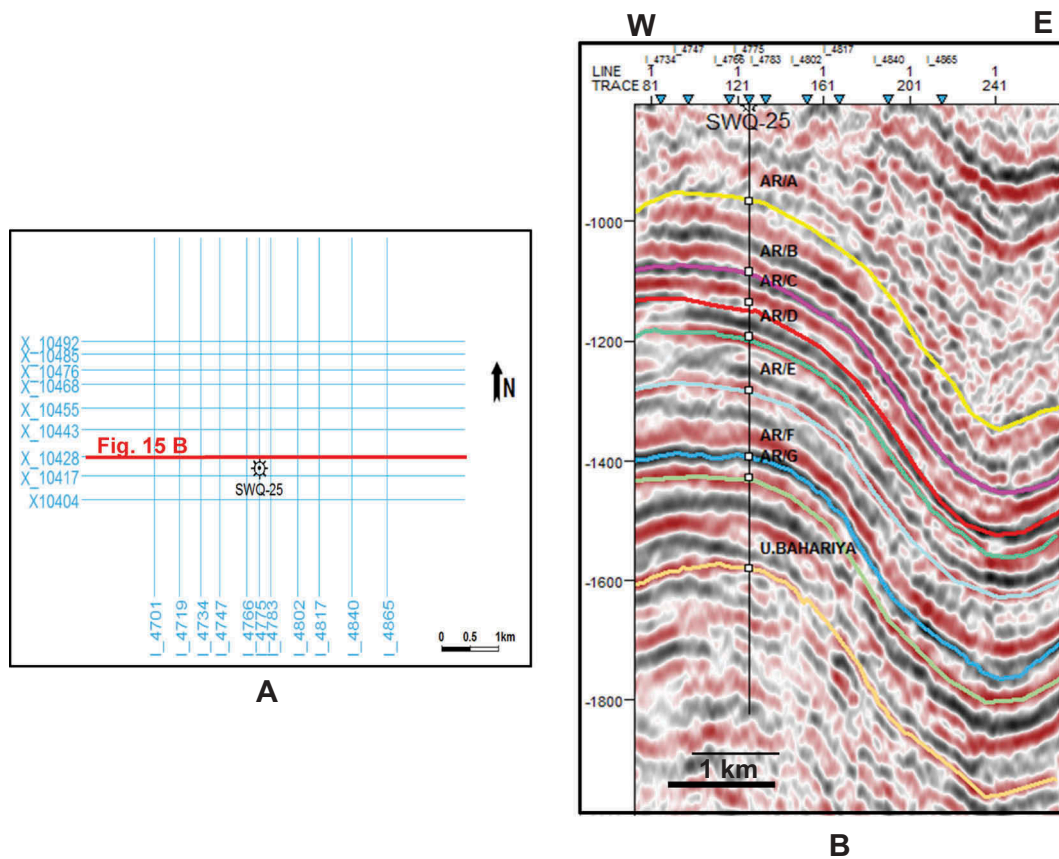 X_10492
X_10485
X_10476
X_10468
X_10455
X_10443
Fig. 15 B
X_10428
X_10417
X10404
N
SWQ-25
I_4701
I_4719
I_4734
I_4747
I_4766
I_4775
I_4783
I_4802
I_4817
I_4840
I_4865
0 0.5 1km
A
W E
I_4747 I_4775 I_4817
I_4734 I_4766 I_4783 I_4802 I_4840 I_4865
LINE 1 1 1 1 1
TRACE 81 121 161 201 241
SWQ-25
AR/A
-1000
AR/B
AR/C
AR/D
-1200
AR/E
AR/F
-1400
AR/G
U.BAHARIYA
-1600
-1800
1 km
B